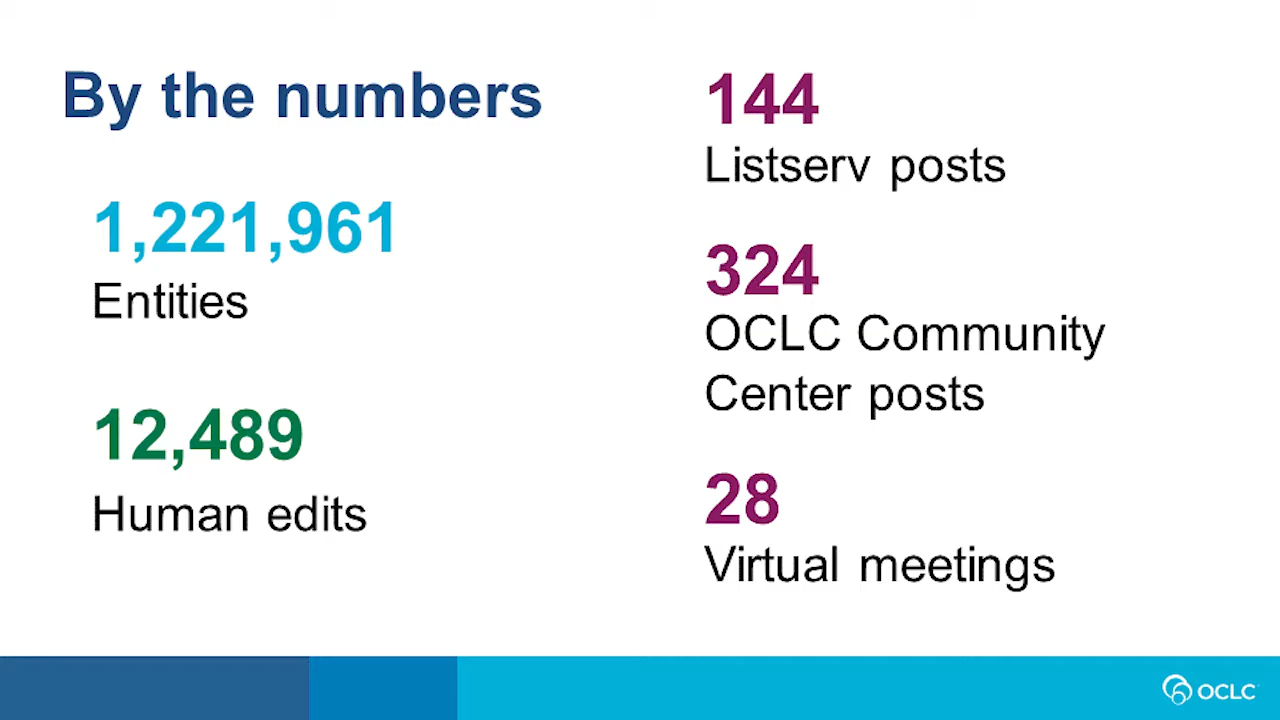 By the numbers
1,221,961
Entities
12,489
Human edits
144
Listserv posts
324
OCLC Community
Center posts
28
Virtual meetings
OCLC